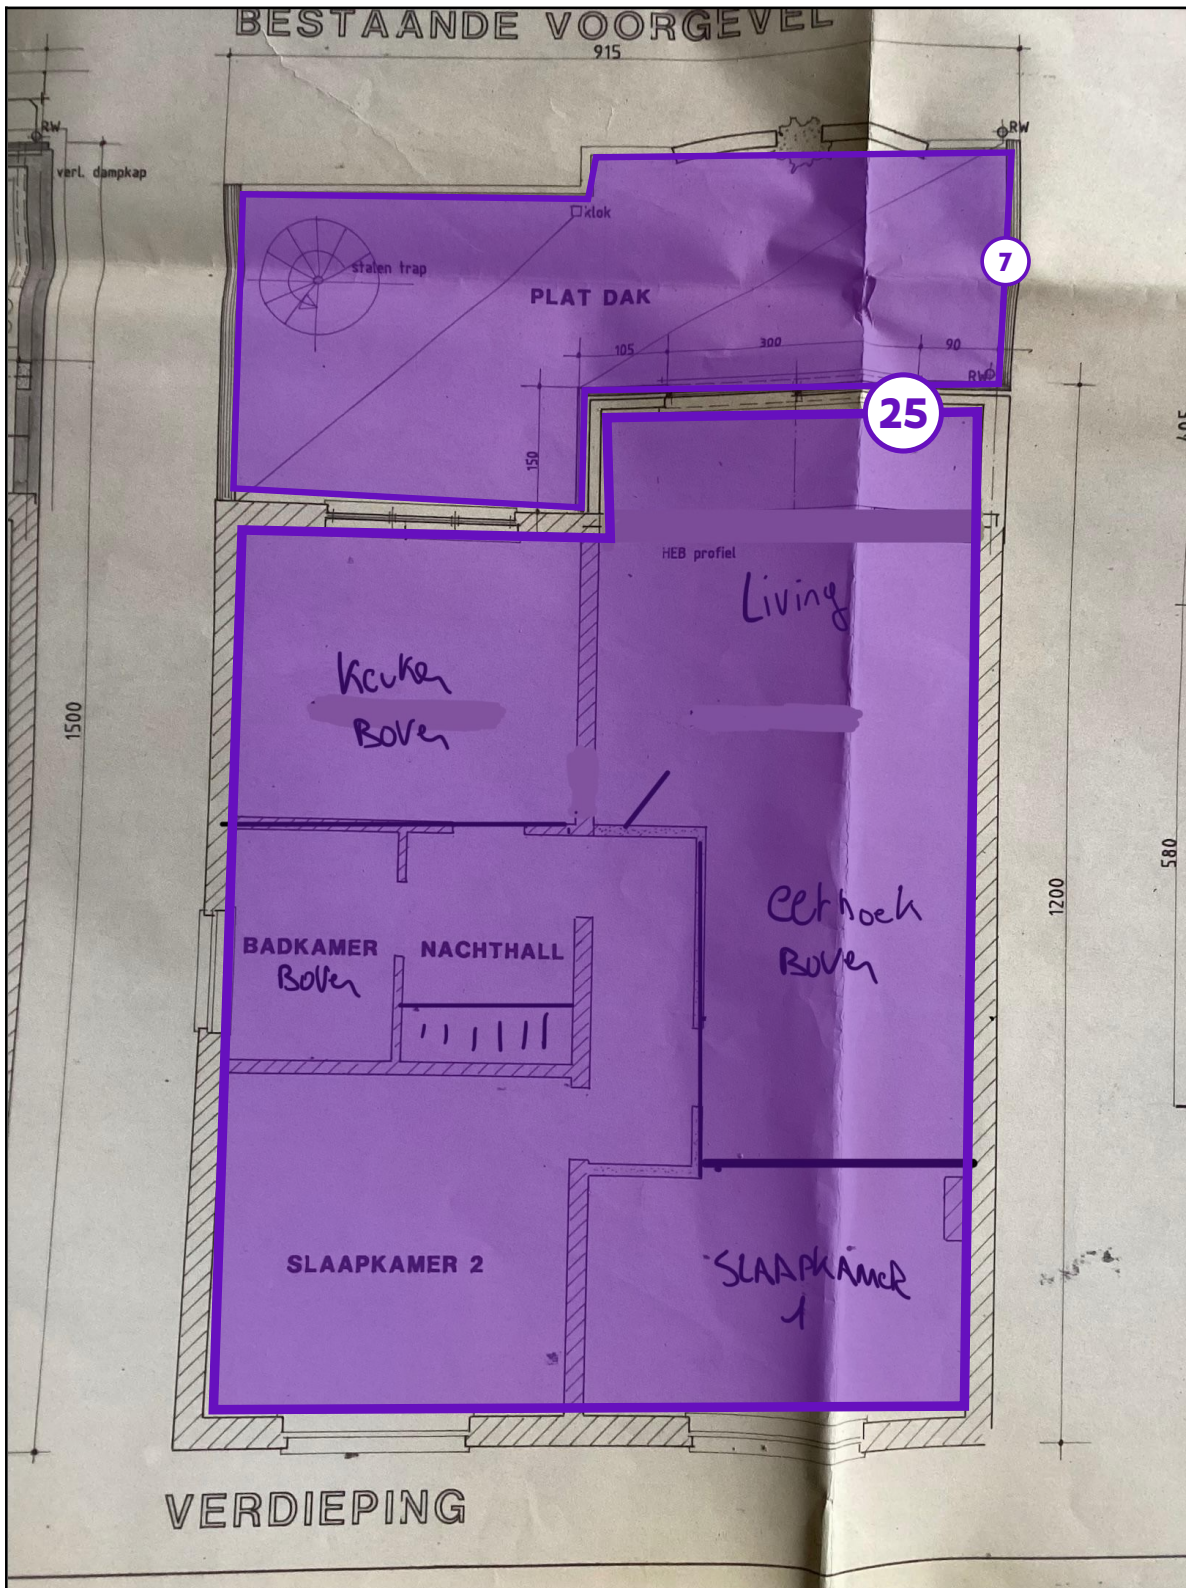 BESTAANDE VOORGEVEL
915
RW
RW
verl. dampkap
klok
stalen trap
7
PLAT DAK
105
300
90
RW
25
150
HEB profiel
Living
Keuken
Boven
1500
580
1200
eethoek
Boven
BADKAMER
Boven
NACHTHALL
SLAAPKAMER 2
SLAAPKAMER
1
VERDIEPING